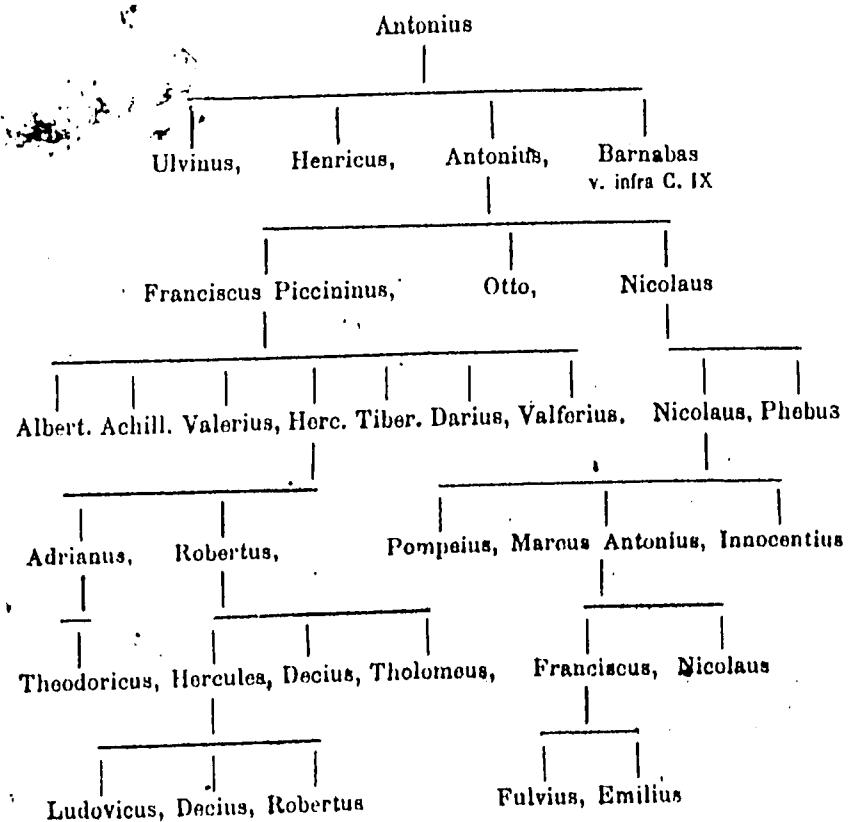 Antonius
Ulvinus, Henricus, Antonius, Barnabas
v. infra C. IX
Franciscus Piccininus, Otto, Nicolaus
Albert. Achill. Valerius, Herc. Tiber. Darius, Valferius. Nicolaus, Phebus
Adrianus, Robertus, Pompeius, Marcus Antonius, Innocentius
Theodoricus, Hercules, Decius, Tholomeus, Franciscus, Nicolaus
Ludovicus, Decius, Robertus Fulvius, Emilius